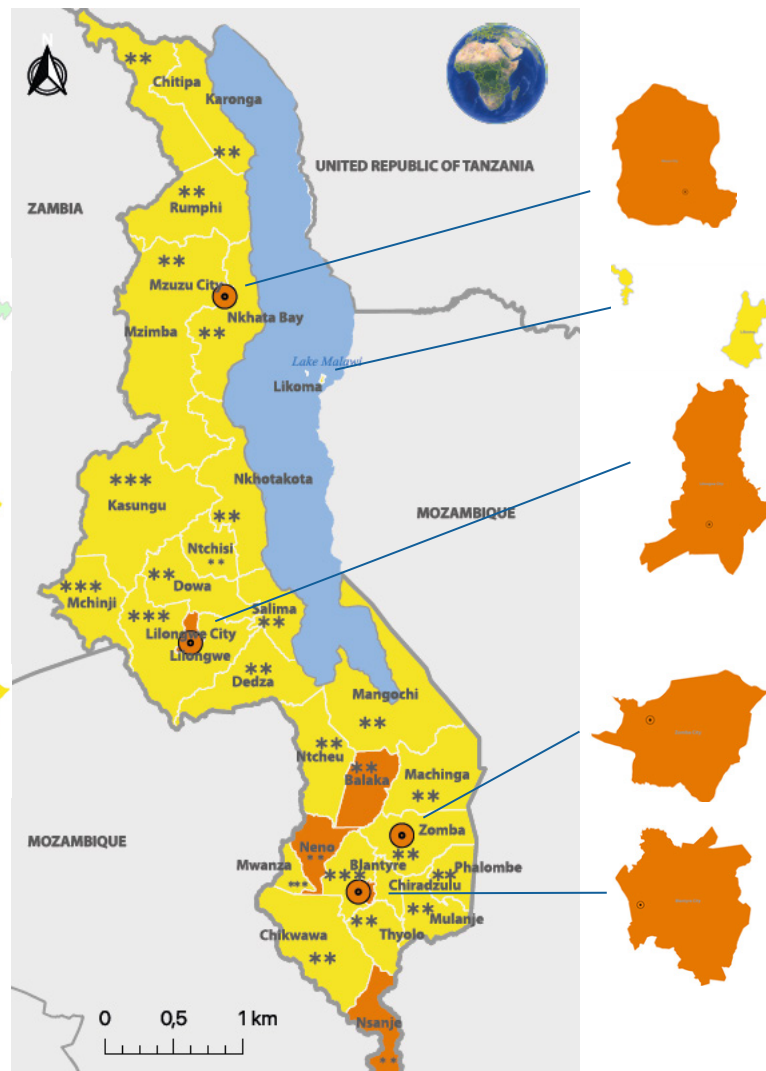 N
**
Chitipa
Karonga
**
UNITED REPUBLIC OF TANZANIA
**
ZAMBIA
Rumphi
**
Mzuzu City
Nkhata Bay
Mzimba
**
Lake Malawi
Likoma
***
Nkhotakota
Kasungu
**
MOZAMBIQUE
Ntchisi
**
**
***
Dowa
Mchinji
***
Salima
Lilongwe City
**
Lilongwe
**
Dedza
Mangochi
**
**
Ntcheu
**
Balaka
Machinga
**
Zomba
MOZAMBIQUE
Neno
**
**
Mwanza
Blantyre
Phalombe
***
***
**
Chiradzulu
**
Mulanje
**
Thyolo
Chikwawa
**
Nsanje
**
0 0,5 1 km